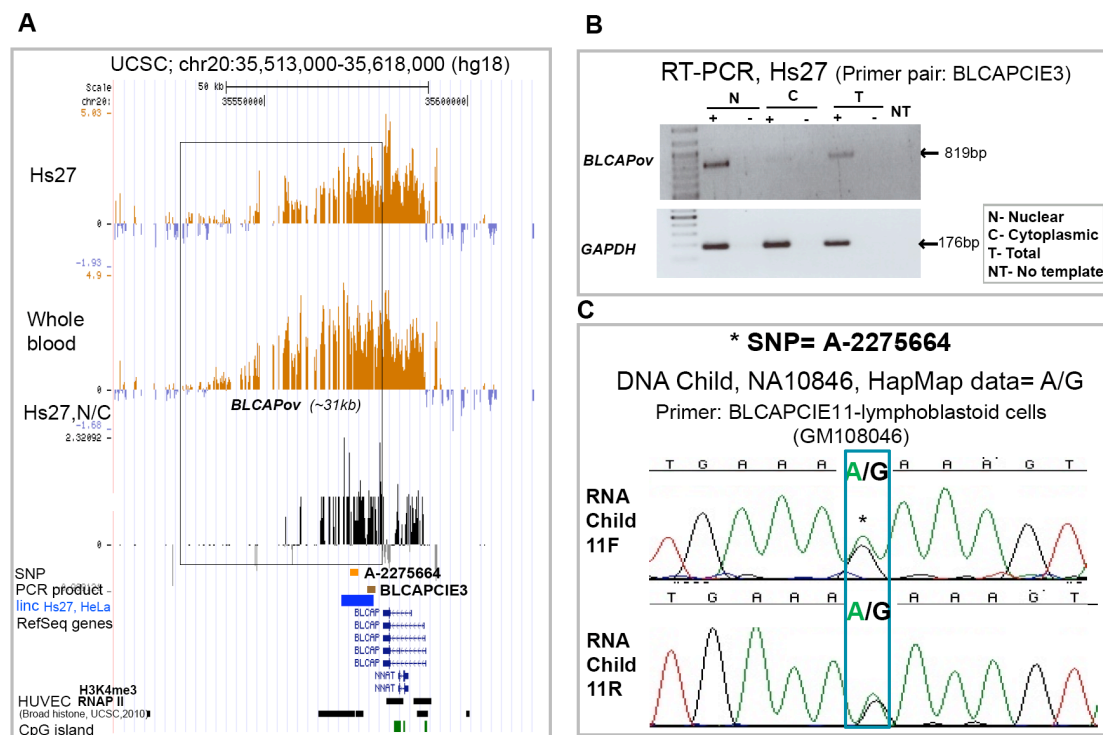 A
UCSC; chr20:35,513,000-35,618,000 (hg18)
Scale
50 kb
chr20:
35550000
35600000
5.03
Hs27
0
-1.93
4.9
Whole
blood
0
BLCAPov (~31kb)
Hs27,N/C
-1.68
2.32092
0
SNP
A-2275664
PCR product
BLCAPCIE3
linc Hs27, HeLa
RefSeq genes
BLCAP
BLCAP
BLCAP
BLCAP
BLCAP
NNAT
NNAT
H3K4me3
HUVEC RNAP II
(Broad histone, UCSC,2010)
CpG island
B
RT-PCR, Hs27 (Primer pair: BLCAPCIE3)
N C T NT
+ - + - + -
BLCAPov
819bp
GAPDH
176bp
N- Nuclear
C- Cytoplasmic
T- Total
NT- No template
C
* SNP= A-2275664
DNA Child, NA10846, HapMap data= A/G
Primer: BLCAPCIE11-lymphoblastoid cells
(GM108046)
T G A A A A/G A A A G T
RNA
Child
11F
*
T G A A A A/G A A A G T
RNA
Child
11R